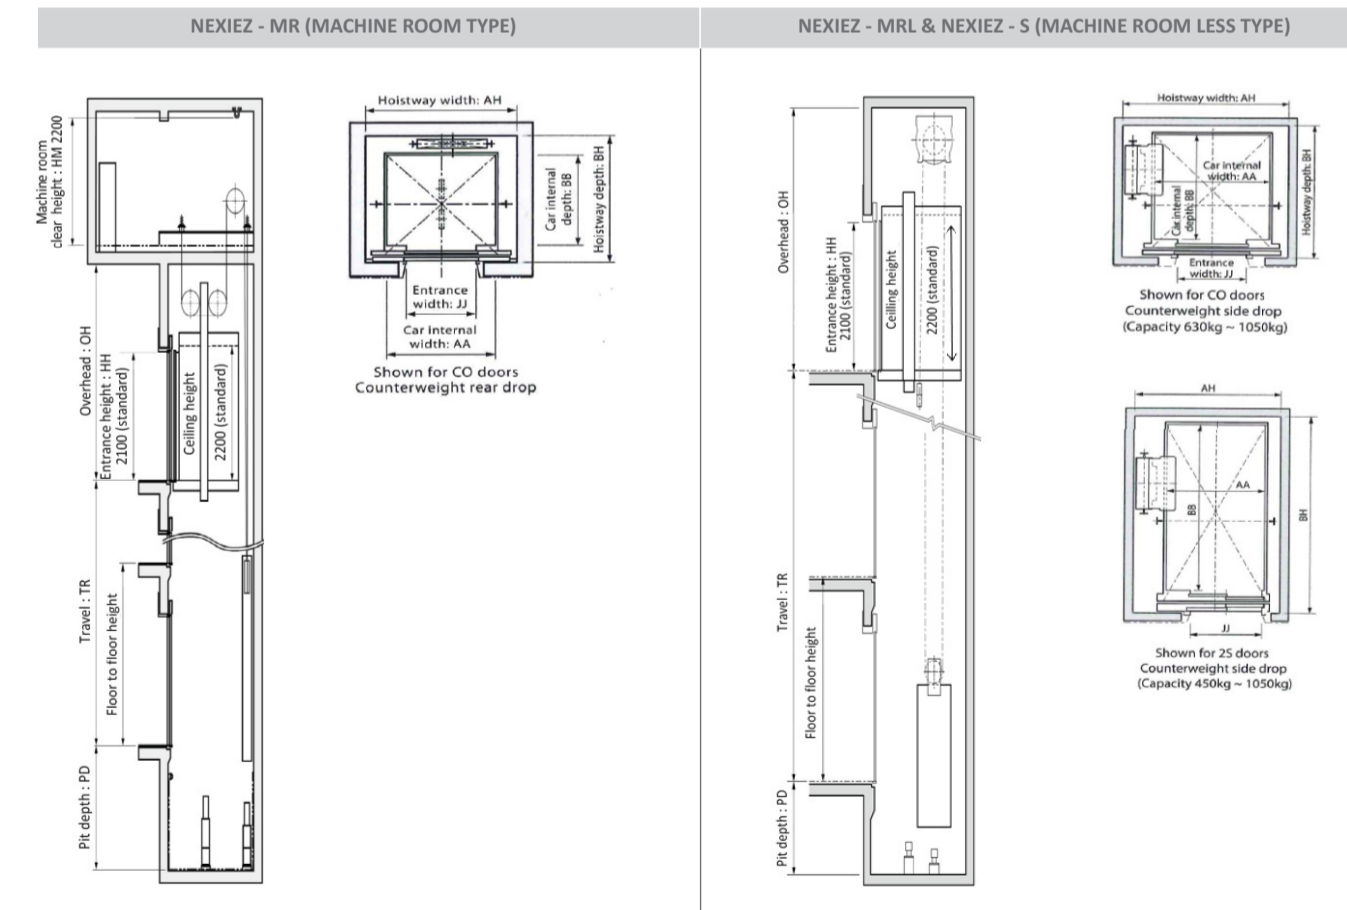 NEXIEZ - MR (MACHINE ROOM TYPE)
Machine room
clear height : HM 2200
Overhead : OH
Entrance height : HH
2100 (standard)
Ceiling height
2200 (standard)
Travel : TR
Floor to floor height
Pit depth : PD
Hoistway width: AH
Car internal
depth: BB
Hoistway depth: BH
Entrance
width: JJ
Car internal
width: AA
Shown for CO doors
Counterweight rear drop
NEXIEZ - MRL & NEXIEZ - S (MACHINE ROOM LESS TYPE)
Overhead : OH
Entrance height : HH
2100 (standard)
Ceilling height
2200 (standard)
Travel : TR
Floor to floor height
Pit depth : PD
Hoistway width: AH
Car internal
width: AA
Car internal
depth: BB
Hoistway depth: BH
Entrance
width: JJ
Shown for CO doors
Counterweight side drop
(Capacity 630kg ~ 1050kg)
AH
AA
BB
BH
JJ
Shown for 2S doors
Counterweight side drop
(Capacity 450kg ~ 1050kg)